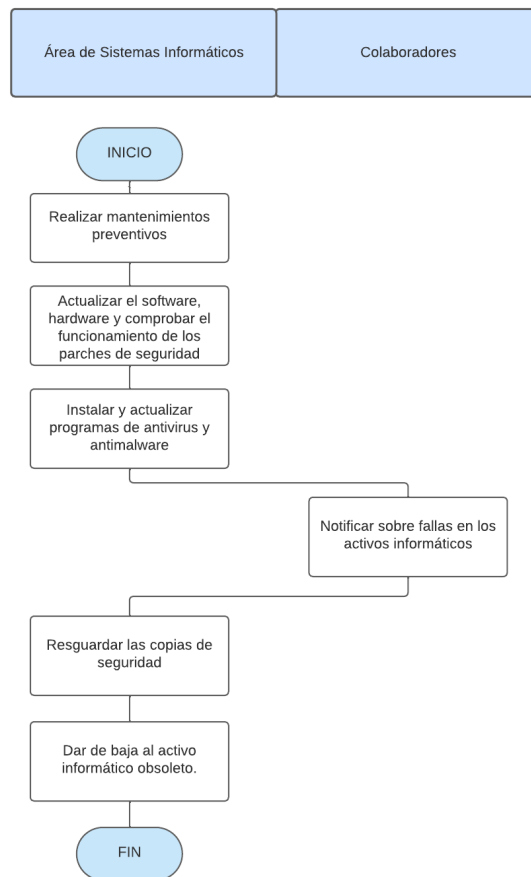 Área de Sistemas Informáticos
Colaboradores
INICIO
Realizar mantenimientos
preventivos
Actualizar el software,
hardware y comprobar el
funcionamiento de los
parches de seguridad
Instalar y actualizar
programas de antivirus y
antimalware
Notificar sobre fallas en los
activos informáticos
Resguardar las copias de
seguridad
Dar de baja al activo
informático obsoleto.
FIN